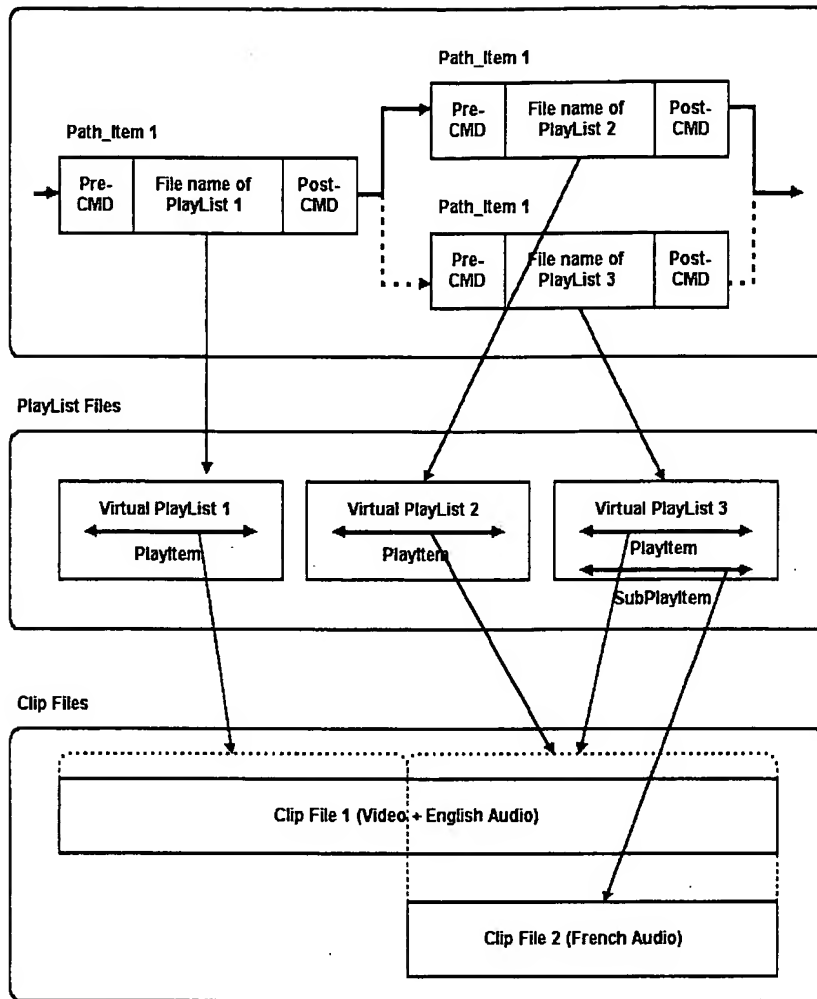 Path_Item 1
Pre-
CMD
File name of
PlayList 2
Post-
CMD
Path_Item 1
Pre-
CMD
File name of
PlayList 1
Post-
CMD
Path_Item 1
Pre-
CMD
File name of
PlayList 3
Post-
CMD
PlayList Files
Virtual PlayList 1
PlayItem
Virtual PlayList 2
PlayItem
Virtual PlayList 3
PlayItem
SubPlayItem
Clip Files
Clip File 1 (Video + English Audio)
Clip File 2 (French Audio)